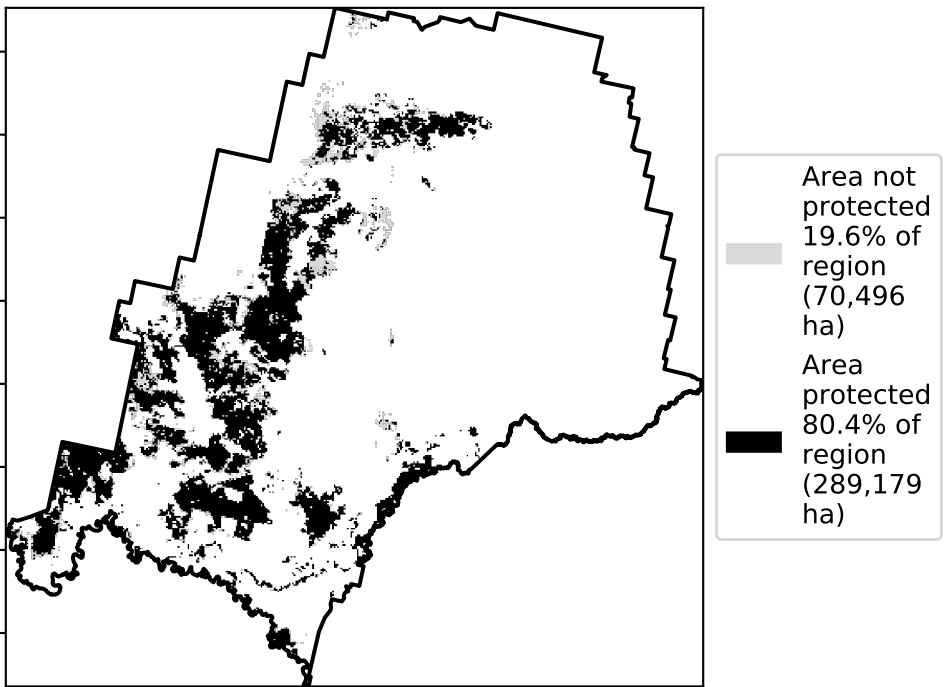 Area not
protected
19.6% of
region
(70,496
ha)
Area
protected
80.4% of
region
(289,179
ha)